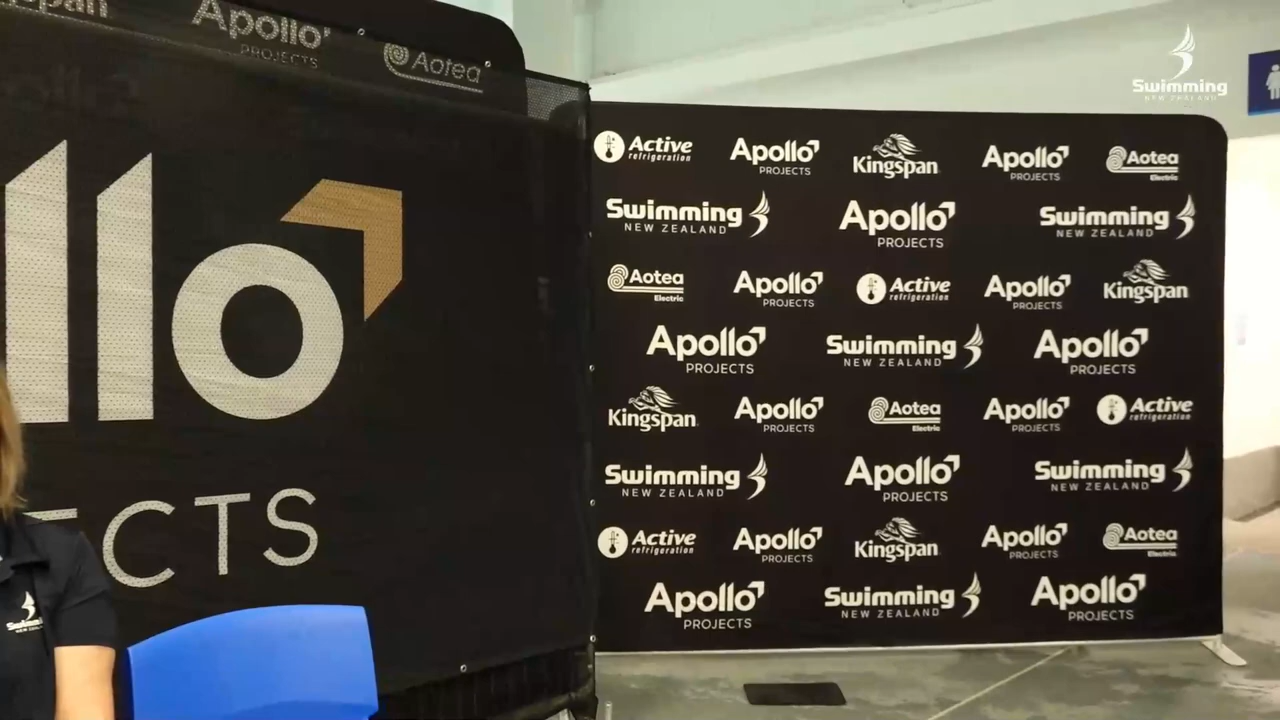 Apollo
PROJECTS
Aotea
llo
ECTS
Swimming
NEW ZEALAND
Active
refrigeration
Apollo
PROJECTS
Kingspan
Apollo
PROJECTS
Aotea
Electric
Swimming
NEW ZEALAND
Apollo
PROJECTS
Swimming
NEW ZEALAND
Aotea
Electric
Apollo
PROJECTS
Active
refrigeration
Apollo
PROJECTS
Kingspan
Apollo
PROJECTS
Swimming
NEW ZEALAND
Apollo
PROJECTS
Kingspan
Apollo
PROJECTS
Aotea
Electric
Apollo
PROJECTS
Active
refrigeration
Swimming
NEW ZEALAND
Apollo
PROJECTS
Swimming
NEW ZEALAND
Active
refrigeration
Apollo
PROJECTS
Kingspan
Apollo
PROJECTS
Aotea
Electric
Apollo
PROJECTS
Swimming
NEW ZEALAND
Apollo
PROJECTS
Swimming
NEW ZEALAND